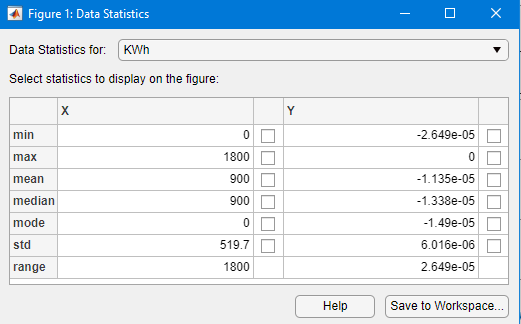 Figure 1: Data Statistics
Data Statistics for: KWh
Select statistics to display on the figure:
X Y
min 0 -2.649e-05
max 1800 0
mean 900 -1.135e-05
median 900 -1.338e-05
mode 0 -1.49e-05
std 519.7 6.016e-06
range 1800 2.649e-05
Help Save to Workspace...